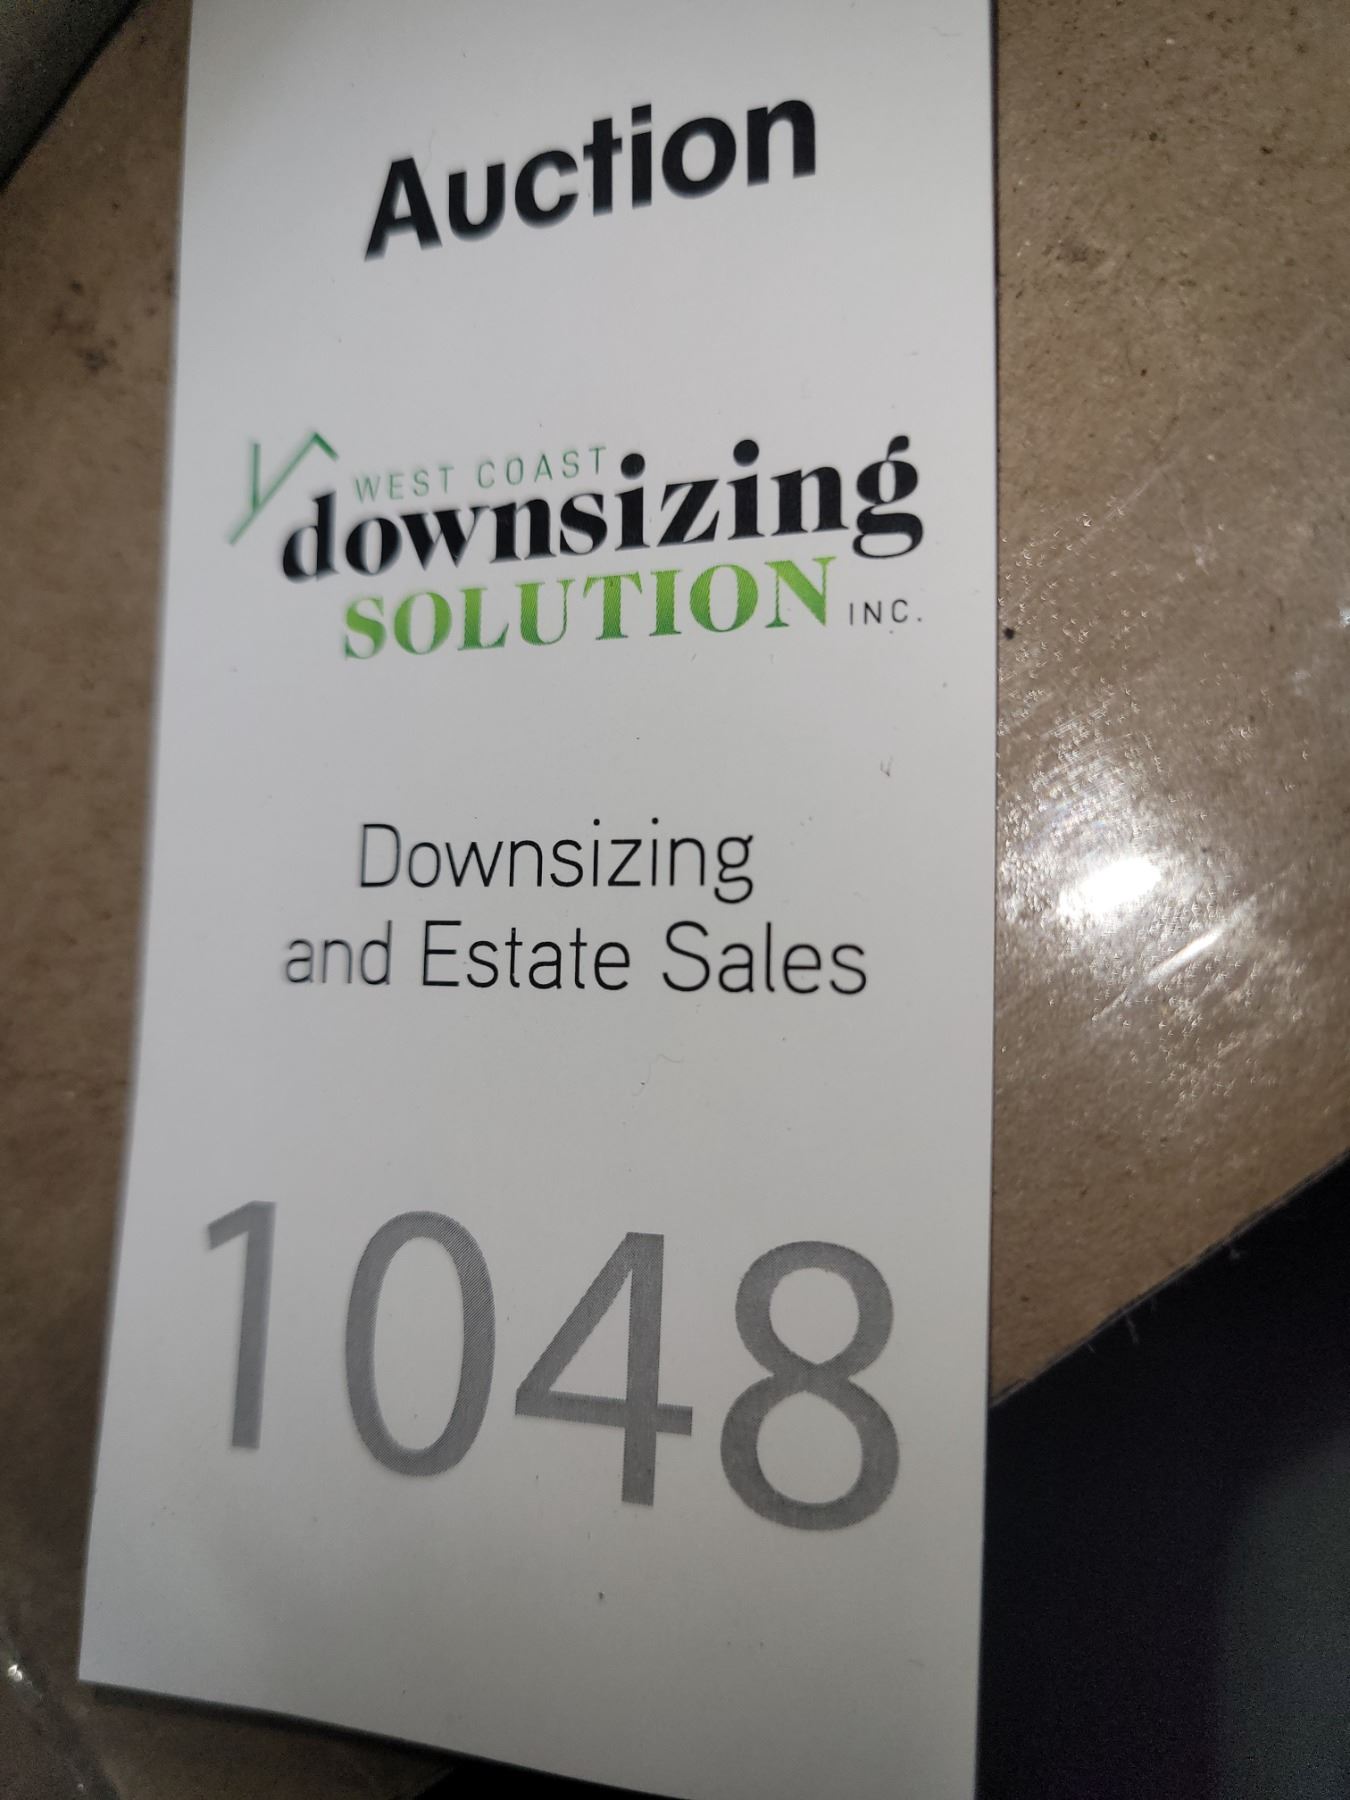 Auction
WEST COAST
downsizing
SOLUTION INC.
Downsizing
and Estate Sales
1048